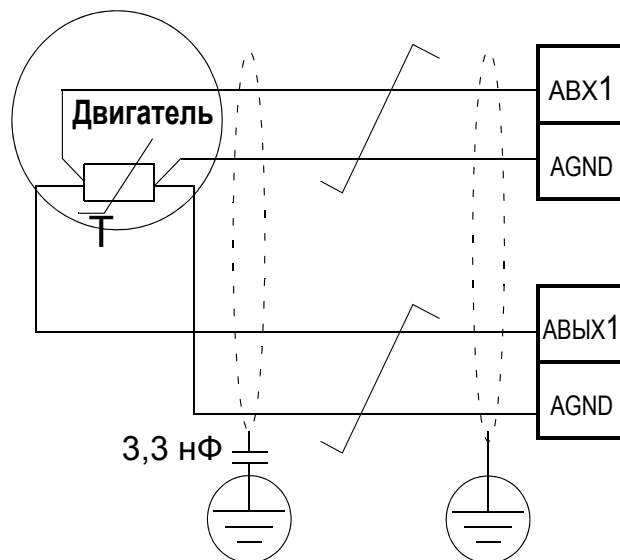 АВХ1
Двигатель
AGND
T
АВЫХ1
AGND
3,3 нФ